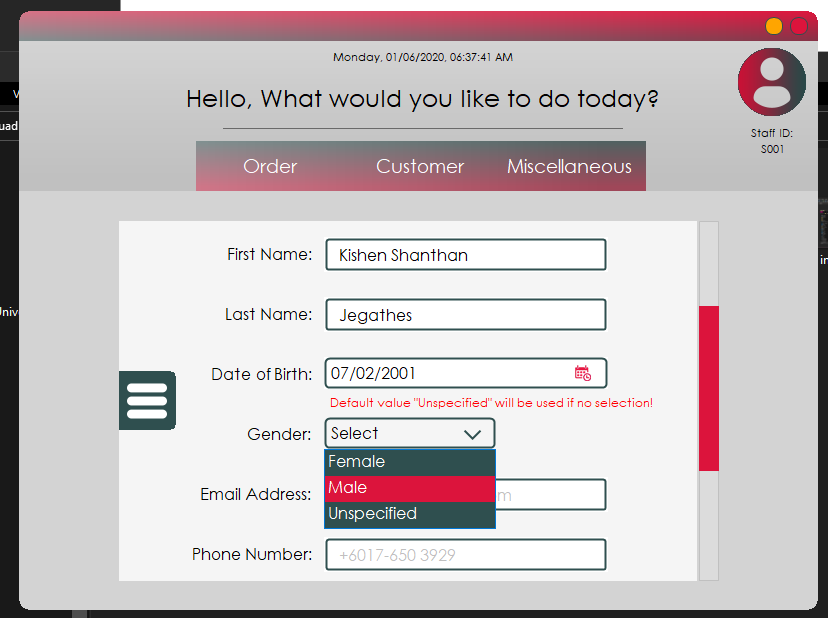 Monday, 01/06/2020, 06:37:41 AM
Hello, What would you like to do today?
Staff ID:
S001
Order Customer Miscellaneous
First Name: Kishen Shanthan
Last Name: Jegathes
Date of Birth: 07/02/2001
Default value "Unspecified" will be used if no selection!
Gender: Select
Female
Male
Unspecified
Email Address:
Phone Number: +6017-650 3929